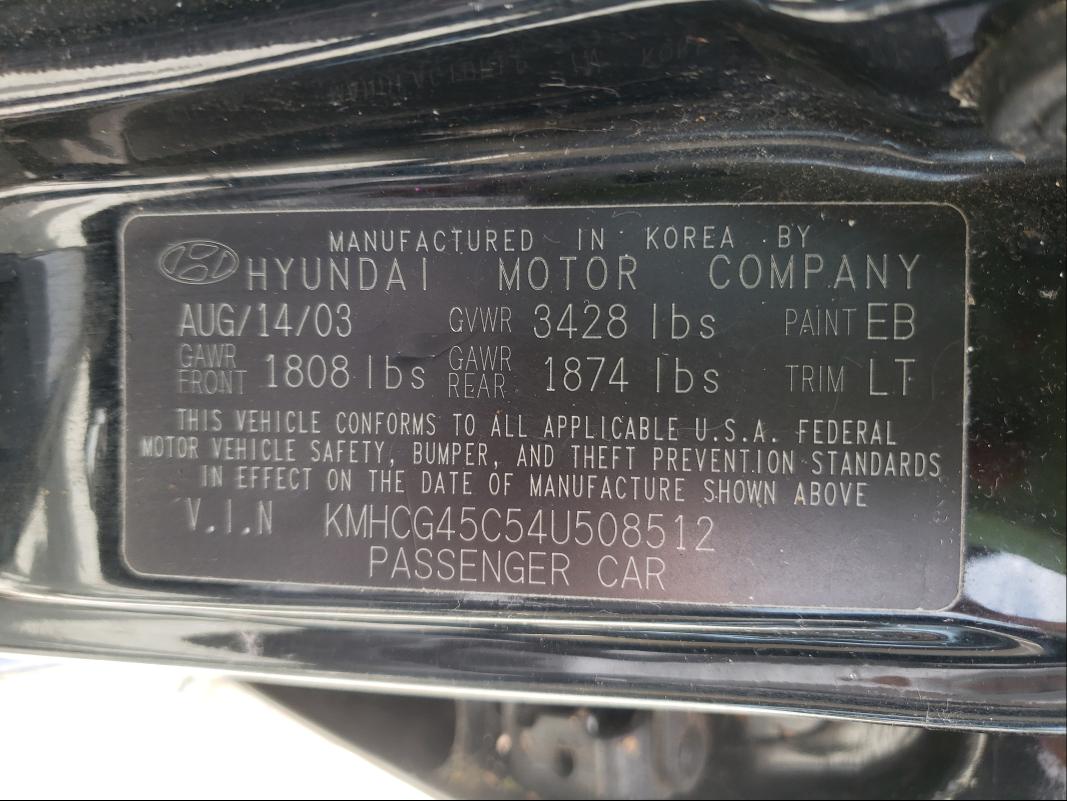 MANUFACTURED IN KOREA BY
HYUNDAI MOTOR COMPANY
AUG/14/03 GVWR 3428 lbs PAINT EB
GAWR FRONT 1808 lbs GAWR REAR 1874 lbs TRIM LT
THIS VEHICLE CONFORMS TO ALL APPLICABLE U.S.A. FEDERAL
MOTOR VEHICLE SAFETY, BUMPER, AND THEFT PREVENTION STANDARDS
IN EFFECT ON THE DATE OF MANUFACTURE SHOWN ABOVE
V.I.N KMHCG45C54U508512
PASSENGER CAR